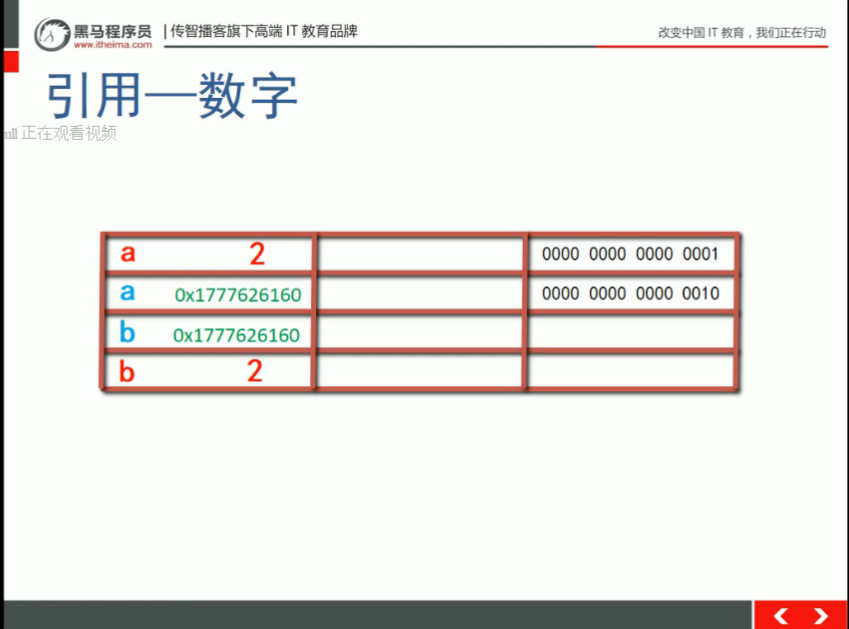 黑马程序员 | 传智播客旗下高端 IT 教育品牌
www.itheima.com
改变中国 IT 教育，我们正在行动
引用—数字
ull 正在观看视频
a 2 0000 0000 0000 0001
a 0x1777626160 0000 0000 0000 0010
b 0x1777626160
b 2